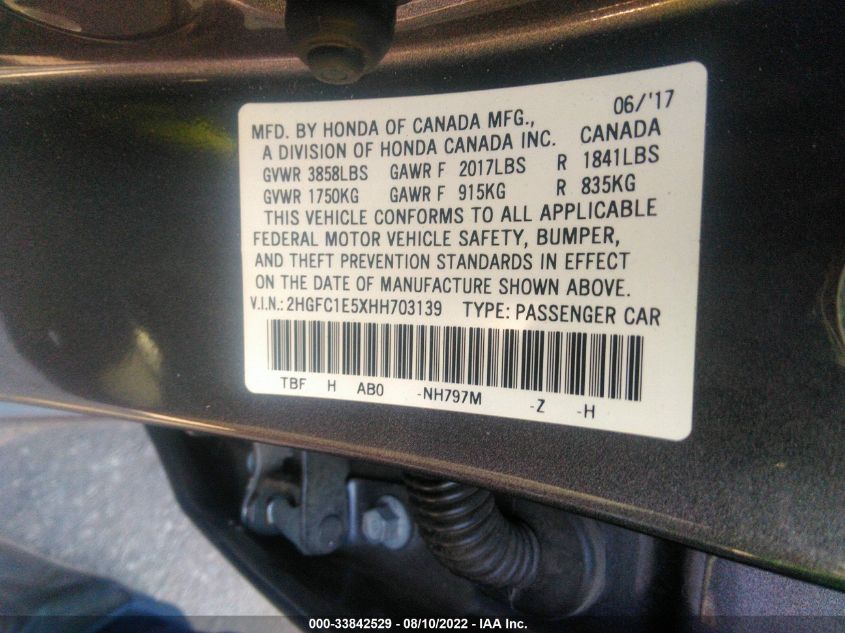 06/'17
MFD. BY HONDA OF CANADA MFG.,
A DIVISION OF HONDA CANADA INC. CANADA
GVWR 3858LBS GAWR F 2017LBS R 1841LBS
GVWR 1750KG GAWR F 915KG R 835KG
THIS VEHICLE CONFORMS TO ALL APPLICABLE
FEDERAL MOTOR VEHICLE SAFETY, BUMPER,
AND THEFT PREVENTION STANDARDS IN EFFECT
ON THE DATE OF MANUFACTURE SHOWN ABOVE.
V.I.N.: 2HGFC1E5XHH703139 TYPE: PASSENGER CAR
TBF H AB0 -NH797M -Z -H
000-33842529 - 08/10/2022 - IAA Inc.